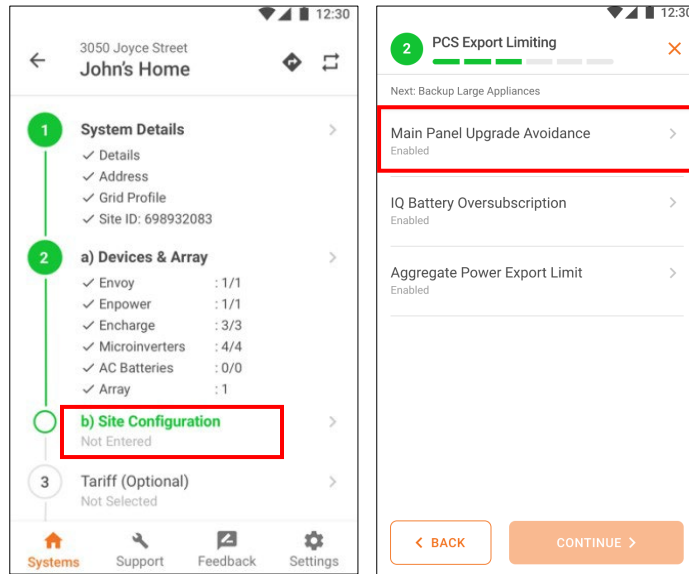 12:30
3050 Joyce Street
John's Home
1
System Details
✓ Details
✓ Address
✓ Grid Profile
✓ Site ID: 698932083
2
a) Devices & Array
✓ Envoy : 1/1
✓ Enpower : 1/1
✓ Encharge : 3/3
✓ Microinverters : 4/4
✓ AC Batteries : 0/0
✓ Array : 1
b) Site Configuration
Not Entered
3
Tariff (Optional)
Not Selected
Systems Support Feedback Settings
12:30
2
PCS Export Limiting
Next: Backup Large Appliances
Main Panel Upgrade Avoidance
Enabled
IQ Battery Oversubscription
Enabled
Aggregate Power Export Limit
Enabled
BACK CONTINUE